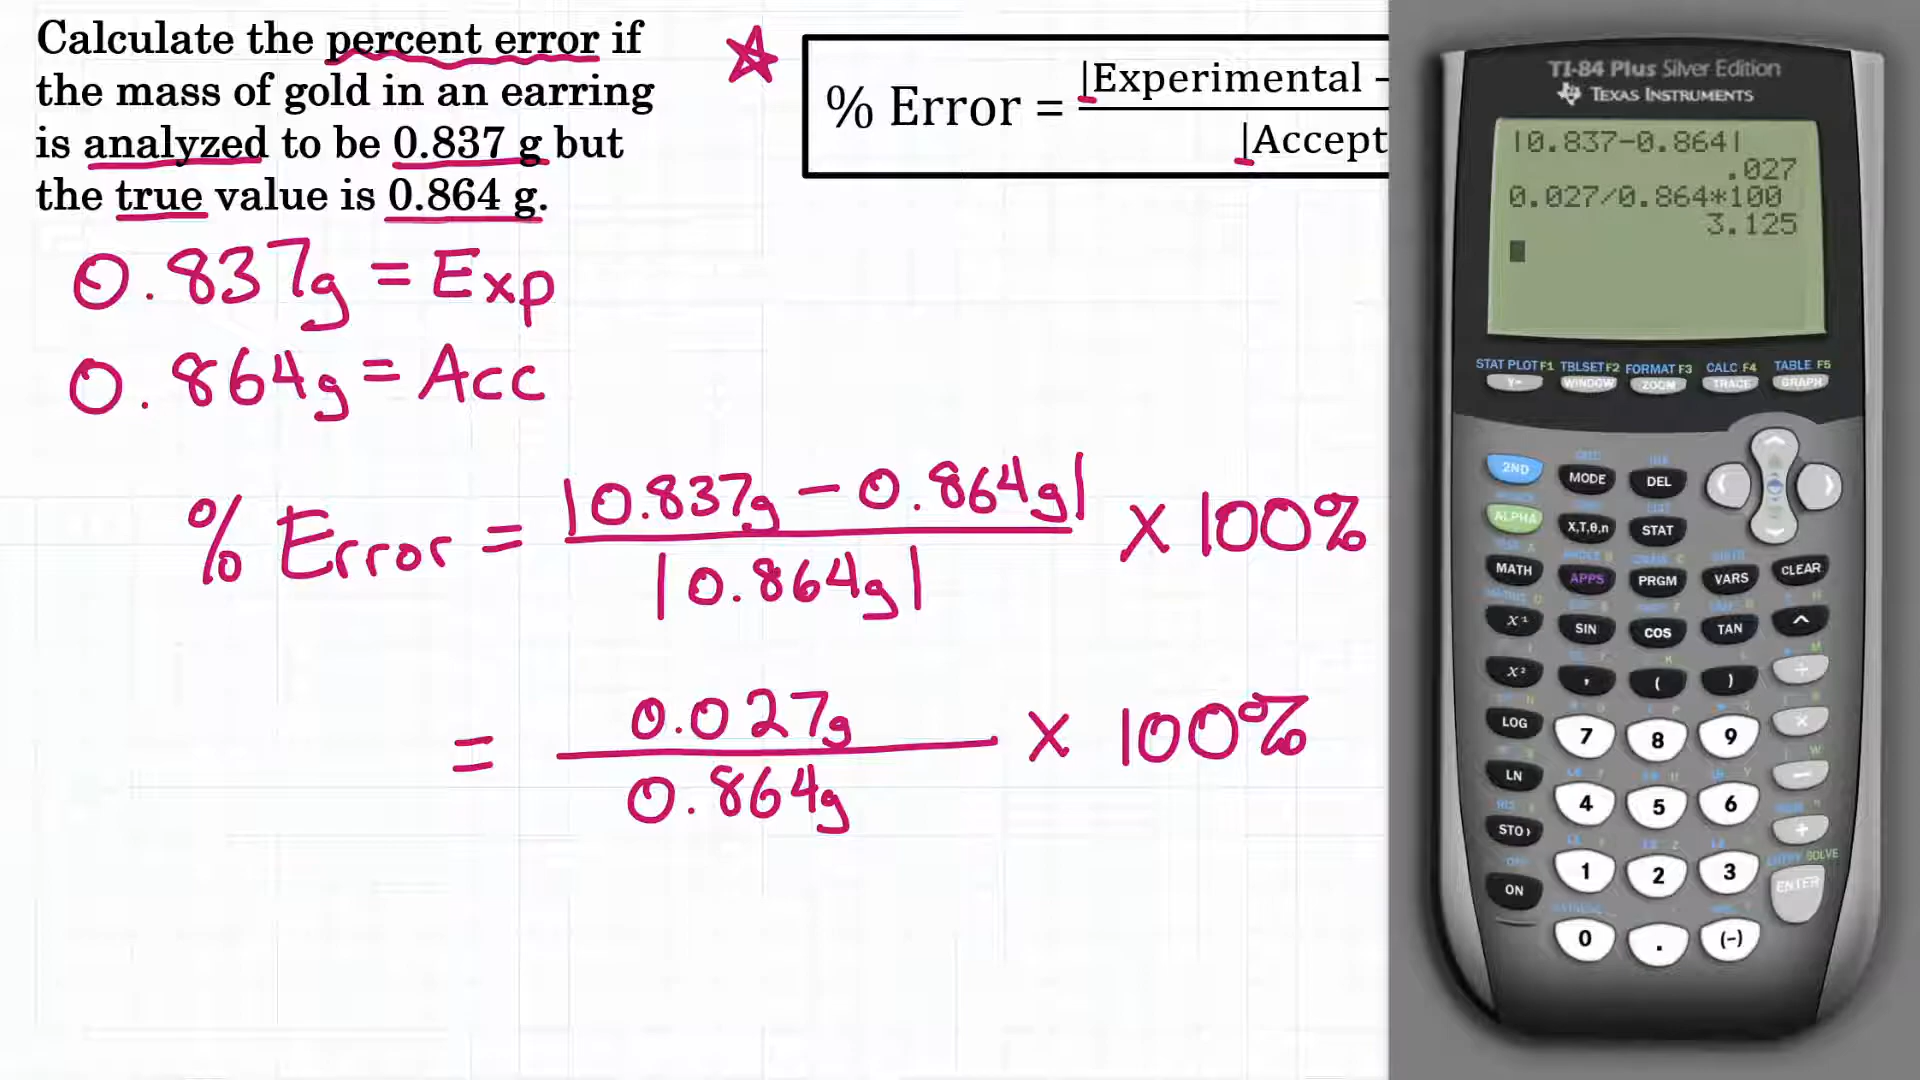 Calculate the percent error if
the mass of gold in an earring
is analyzed to be 0.837 g but
the true value is 0.864 g.
% Error = |Experimental −
|Accept
0.837g = Exp
0.864g = Acc
% Error = |0.837g − 0.864g| × 100%
|0.864g|
= 0.027g × 100%
0.864g
TI-84 Plus Silver Edition
TEXAS INSTRUMENTS
|0.837-0.864|
.027
0.027/0.864*100
3.125
STAT PLOT F1 TBLSET F2 FORMAT F3 CALC F4 TABLE F5
Y= WINDOW ZOOM TRACE GRAPH
2ND MODE DEL
ALPHA X,T,θ,n STAT
MATH APPS PRGM VARS CLEAR
SIN COS TAN ^
x² , ( ) ÷
LOG 7 8 9 ×
LN 4 5 6 −
STO› 1 2 3 +
ENTRY SOLVE
ON 0 . (−) ENTER